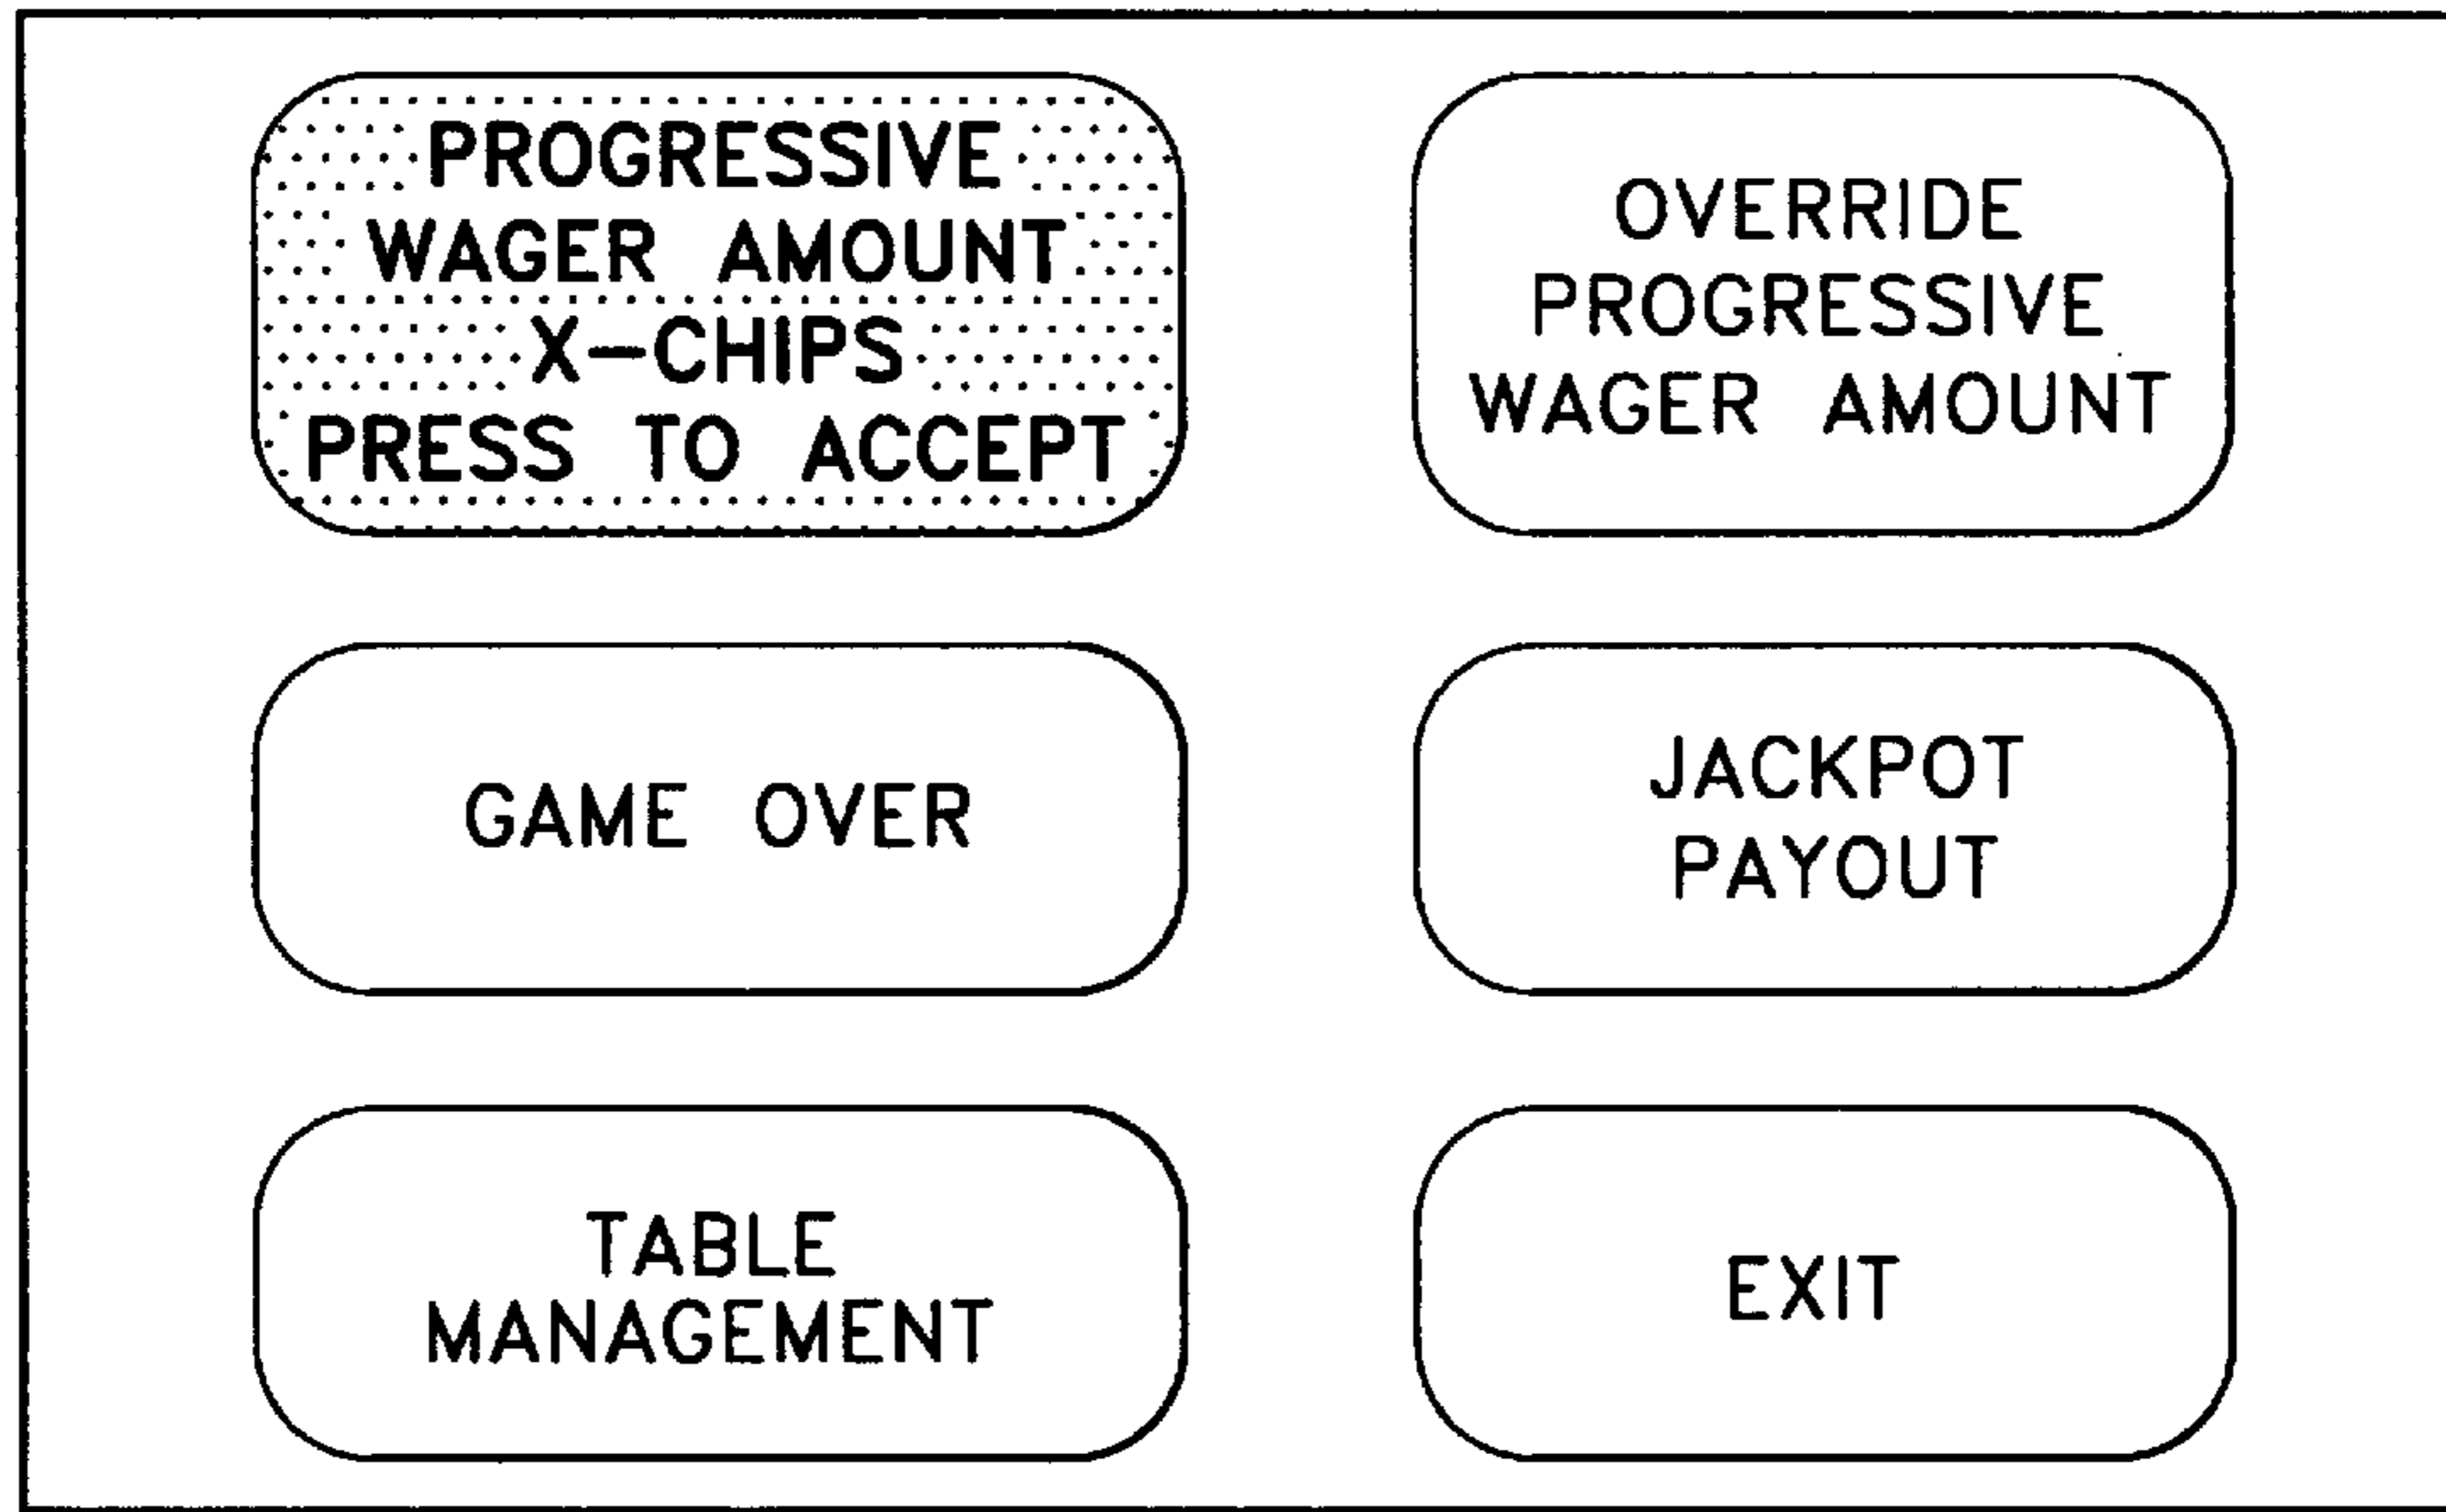 PROGRESSIVE
WAGER AMOUNT
X-CHIPS
PRESS TO ACCEPT
OVERRIDE
PROGRESSIVE
WAGER AMOUNT
GAME OVER
JACKPOT
PAYOUT
TABLE
MANAGEMENT
EXIT